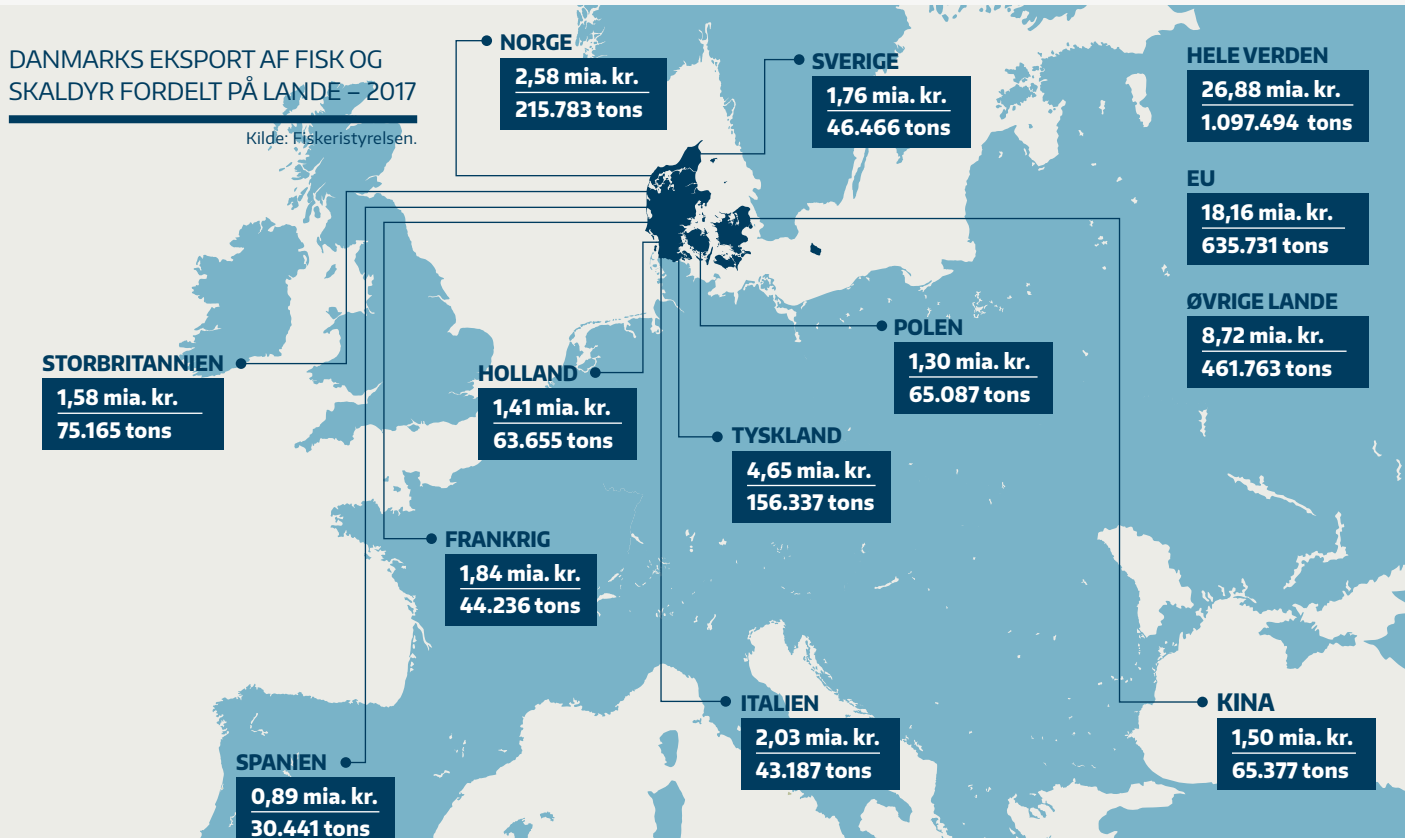 DANMARKS EKSPORT AF FISK OG
SKALDYR FORDELT PÅ LANDE – 2017
Kilde: Fiskeristyrelsen.
NORGE
2,58 mia. kr.
215.783 tons
SVERIGE
1,76 mia. kr.
46.466 tons
HELE VERDEN
26,88 mia. kr.
1.097.494 tons
EU
18,16 mia. kr.
635.731 tons
ØVRIGE LANDE
8,72 mia. kr.
461.763 tons
STORBRITANNIEN
1,58 mia. kr.
75.165 tons
HOLLAND
1,41 mia. kr.
63.655 tons
POLEN
1,30 mia. kr.
65.087 tons
TYSKLAND
4,65 mia. kr.
156.337 tons
FRANKRIG
1,84 mia. kr.
44.236 tons
ITALIEN
2,03 mia. kr.
43.187 tons
KINA
1,50 mia. kr.
65.377 tons
SPANIEN
0,89 mia. kr.
30.441 tons